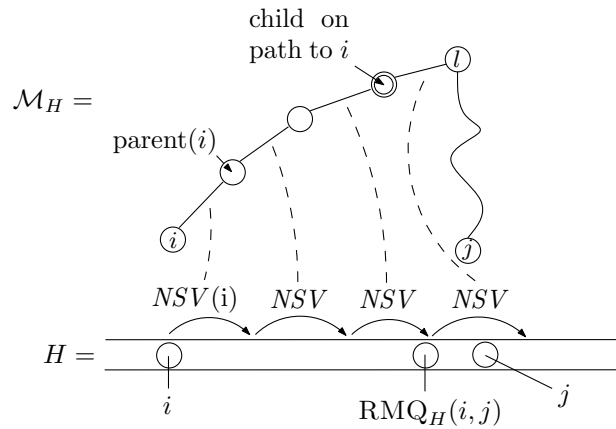 child on
path to i
l
M_H =
parent(i)
i
j
NSV(i) NSV NSV NSV
H =
i
RMQ_H(i, j)
j